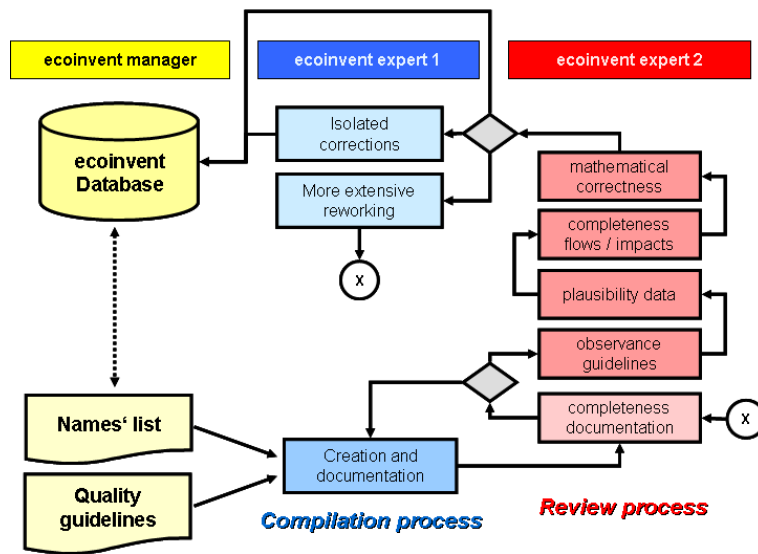 ecoinvent manager
ecoinvent expert 1
ecoinvent expert 2
ecoinvent
Database
Isolated
corrections
More extensive
reworking
X
mathematical
correctness
completeness
flows / impacts
plausibility data
observance
guidelines
completeness
documentation
X
Names‘ list
Quality
guidelines
Creation and
documentation
Compilation process
Review process